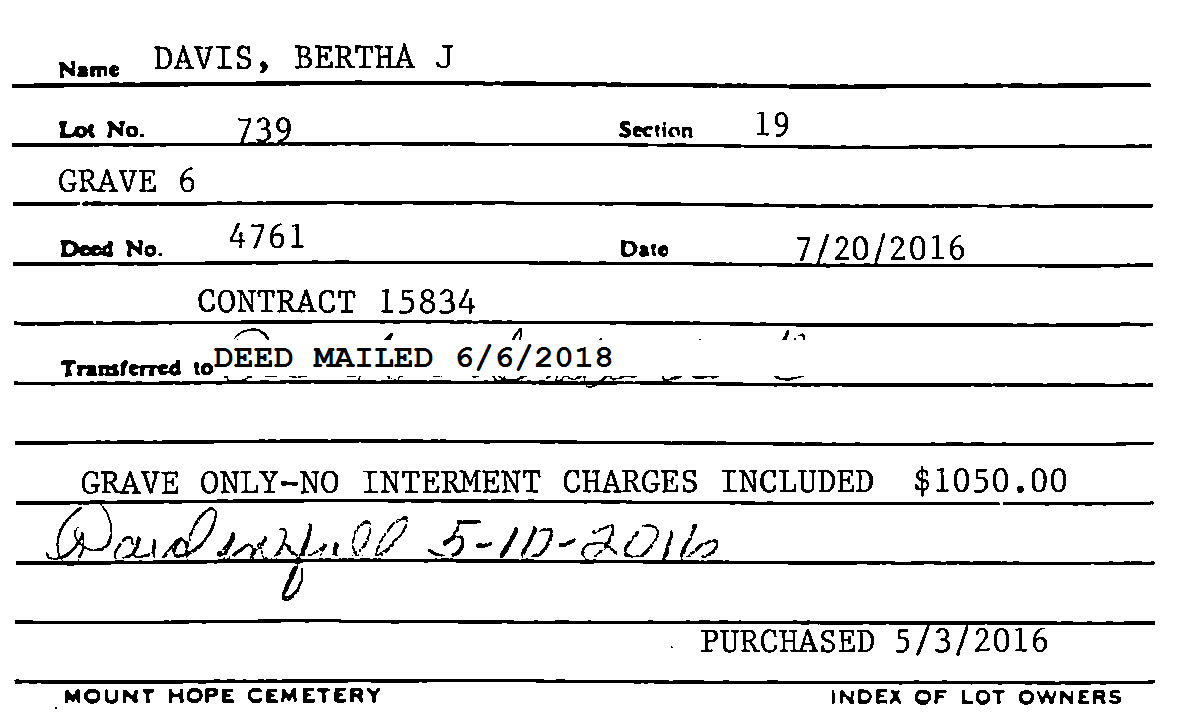 Name DAVIS, BERTHA J
Lot No. 739 Section 19
GRAVE 6
Deed No. 4761 Date 7/20/2016
CONTRACT 15834
Transferred to DEED MAILED 6/6/2018
GRAVE ONLY-NO INTERMENT CHARGES INCLUDED $1050.00
Paid in full 5-10-2016
PURCHASED 5/3/2016
MOUNT HOPE CEMETERY INDEX OF LOT OWNERS